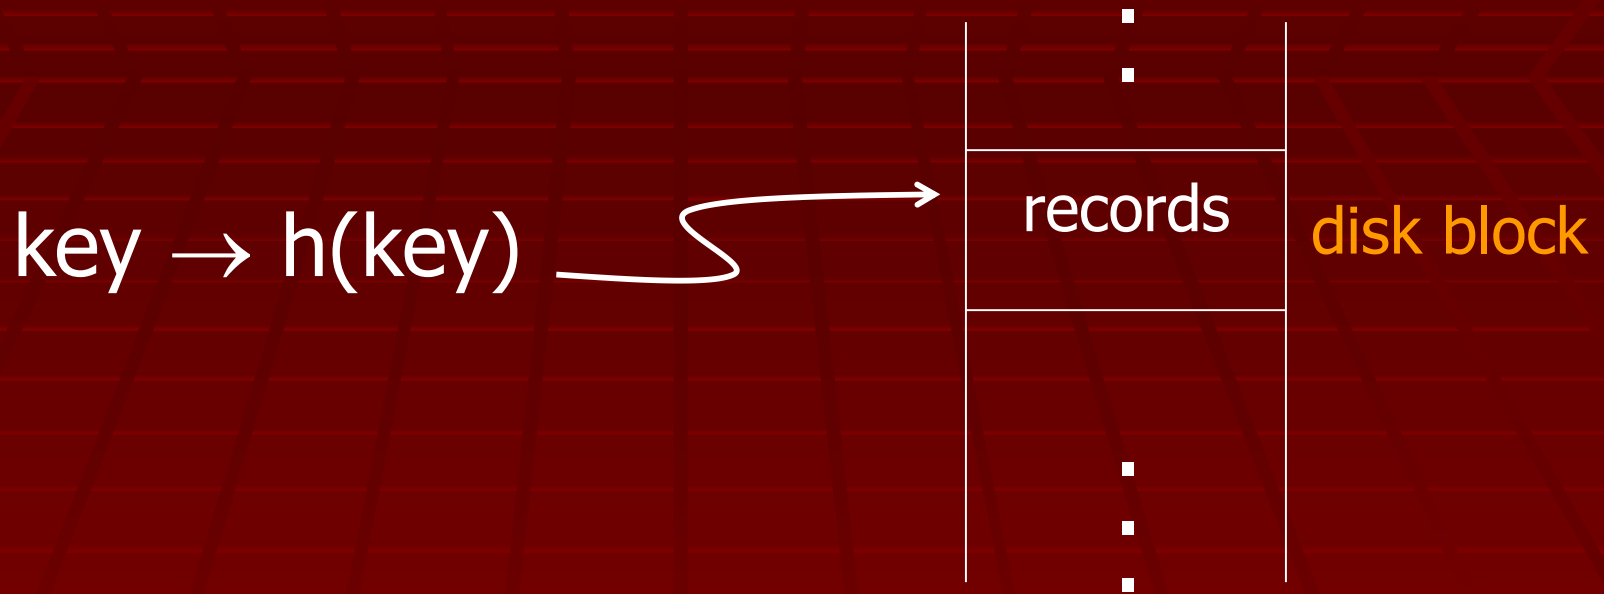 key → h(key)
records
disk block